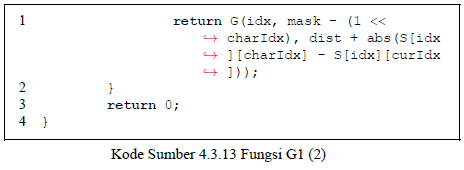 1 return G(idx, mask - (1 <<
↪ charIdx), dist + abs(S[idx
↪ ][charIdx] - S[idx][curIdx
↪ ]));
2 }
3 return 0;
4 }
Kode Sumber 4.3.13 Fungsi G1 (2)